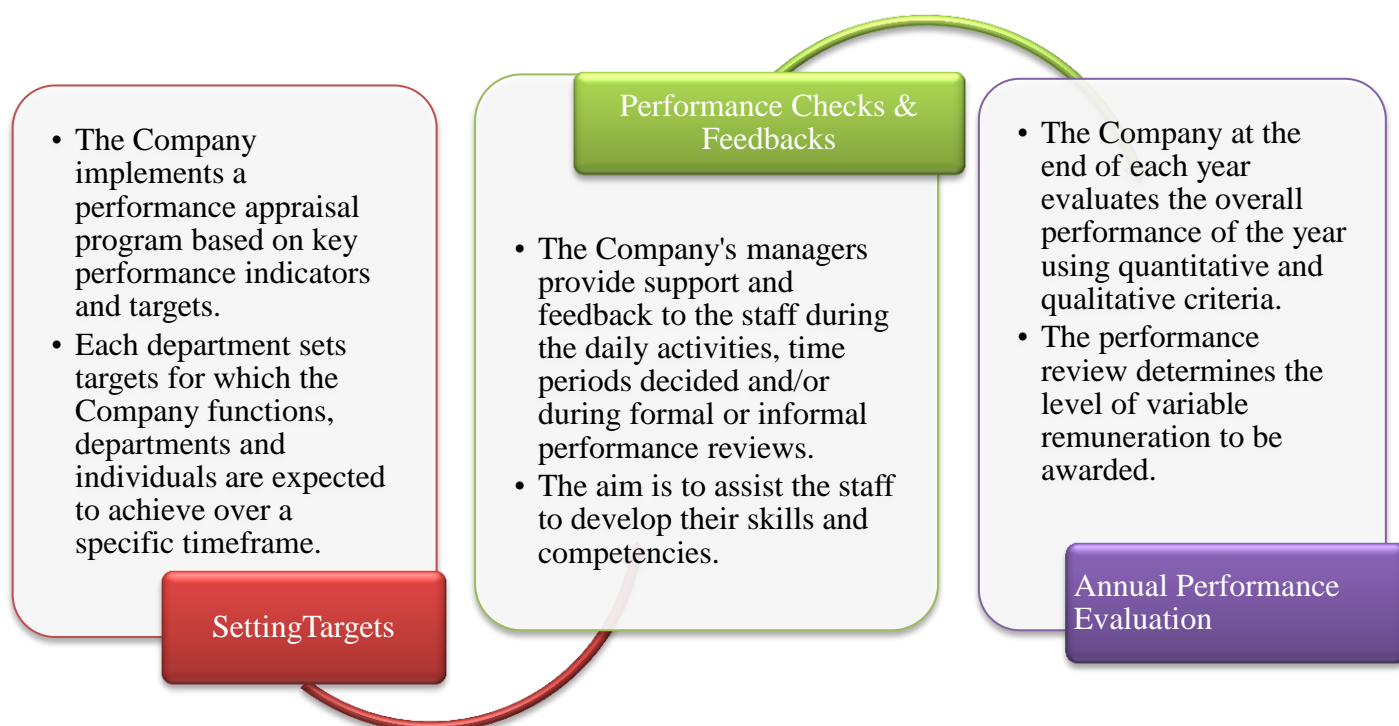 • The Company
implements a
performance appraisal
program based on key
performance indicators
and targets.
• Each department sets
targets for which the
Company functions,
departments and
individuals are expected
to achieve over a
specific timeframe.
SettingTargets
Performance Checks &
Feedbacks
• The Company's managers
provide support and
feedback to the staff during
the daily activities, time
periods decided and/or
during formal or informal
performance reviews.
• The aim is to assist the staff
to develop their skills and
competencies.
• The Company at the
end of each year
evaluates the overall
performance of the year
using quantitative and
qualitative criteria.
• The performance
review determines the
level of variable
remuneration to be
awarded.
Annual Performance
Evaluation